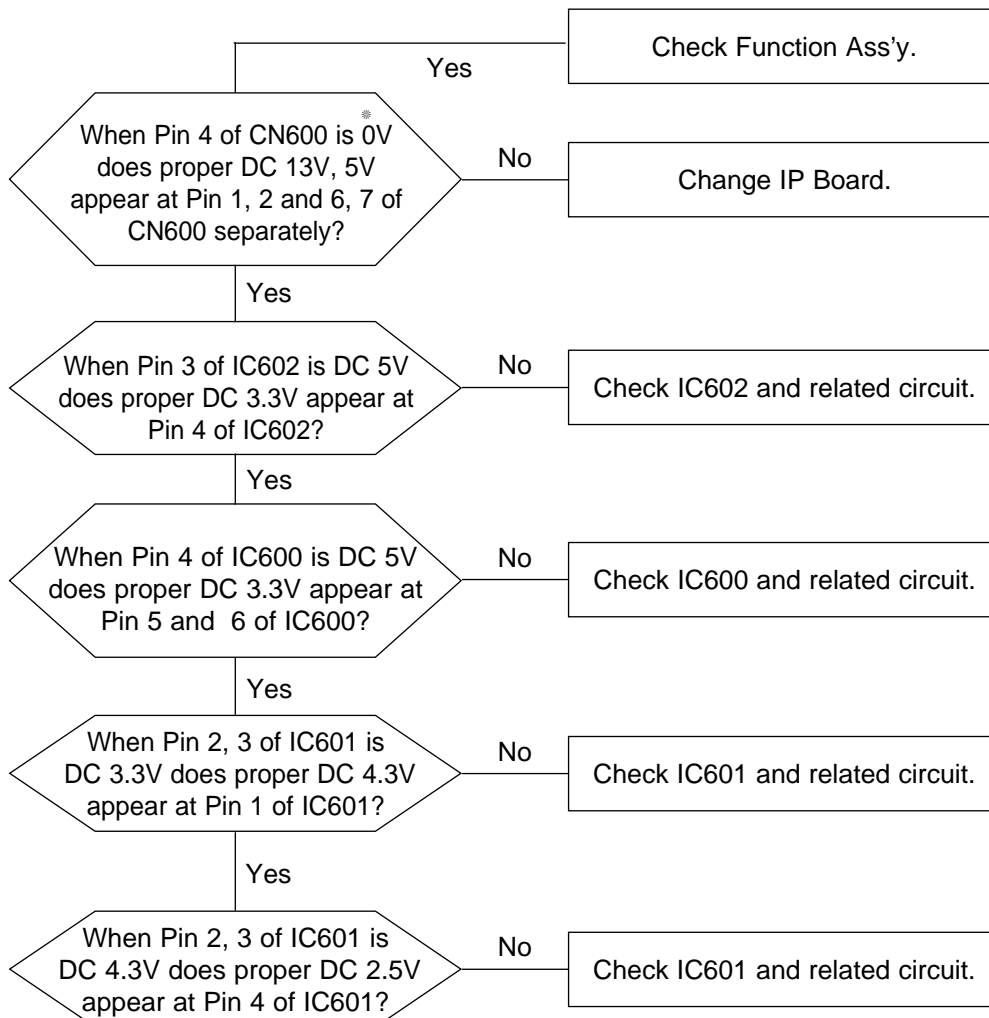 Check Function Ass'y.
Yes
When Pin 4 of CN600 is 0V
does proper DC 13V, 5V
appear at Pin 1, 2 and 6, 7 of
CN600 separately?
No
Change IP Board.
Yes
When Pin 3 of IC602 is DC 5V
does proper DC 3.3V appear at
Pin 4 of IC602?
No
Check IC602 and related circuit.
Yes
When Pin 4 of IC600 is DC 5V
does proper DC 3.3V appear at
Pin 5 and 6 of IC600?
No
Check IC600 and related circuit.
Yes
When Pin 2, 3 of IC601 is
DC 3.3V does proper DC 4.3V
appear at Pin 1 of IC601?
No
Check IC601 and related circuit.
Yes
When Pin 2, 3 of IC601 is
DC 4.3V does proper DC 2.5V
appear at Pin 4 of IC601?
No
Check IC601 and related circuit.